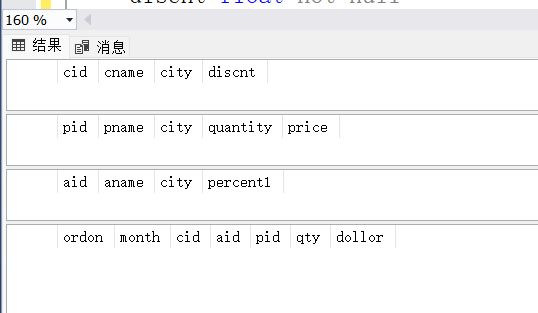 discnt float not null
160 %
结果 消息
cid cname city discnt
pid pname city quantity price
aid aname city percent1
ordon month cid aid pid qty dollor